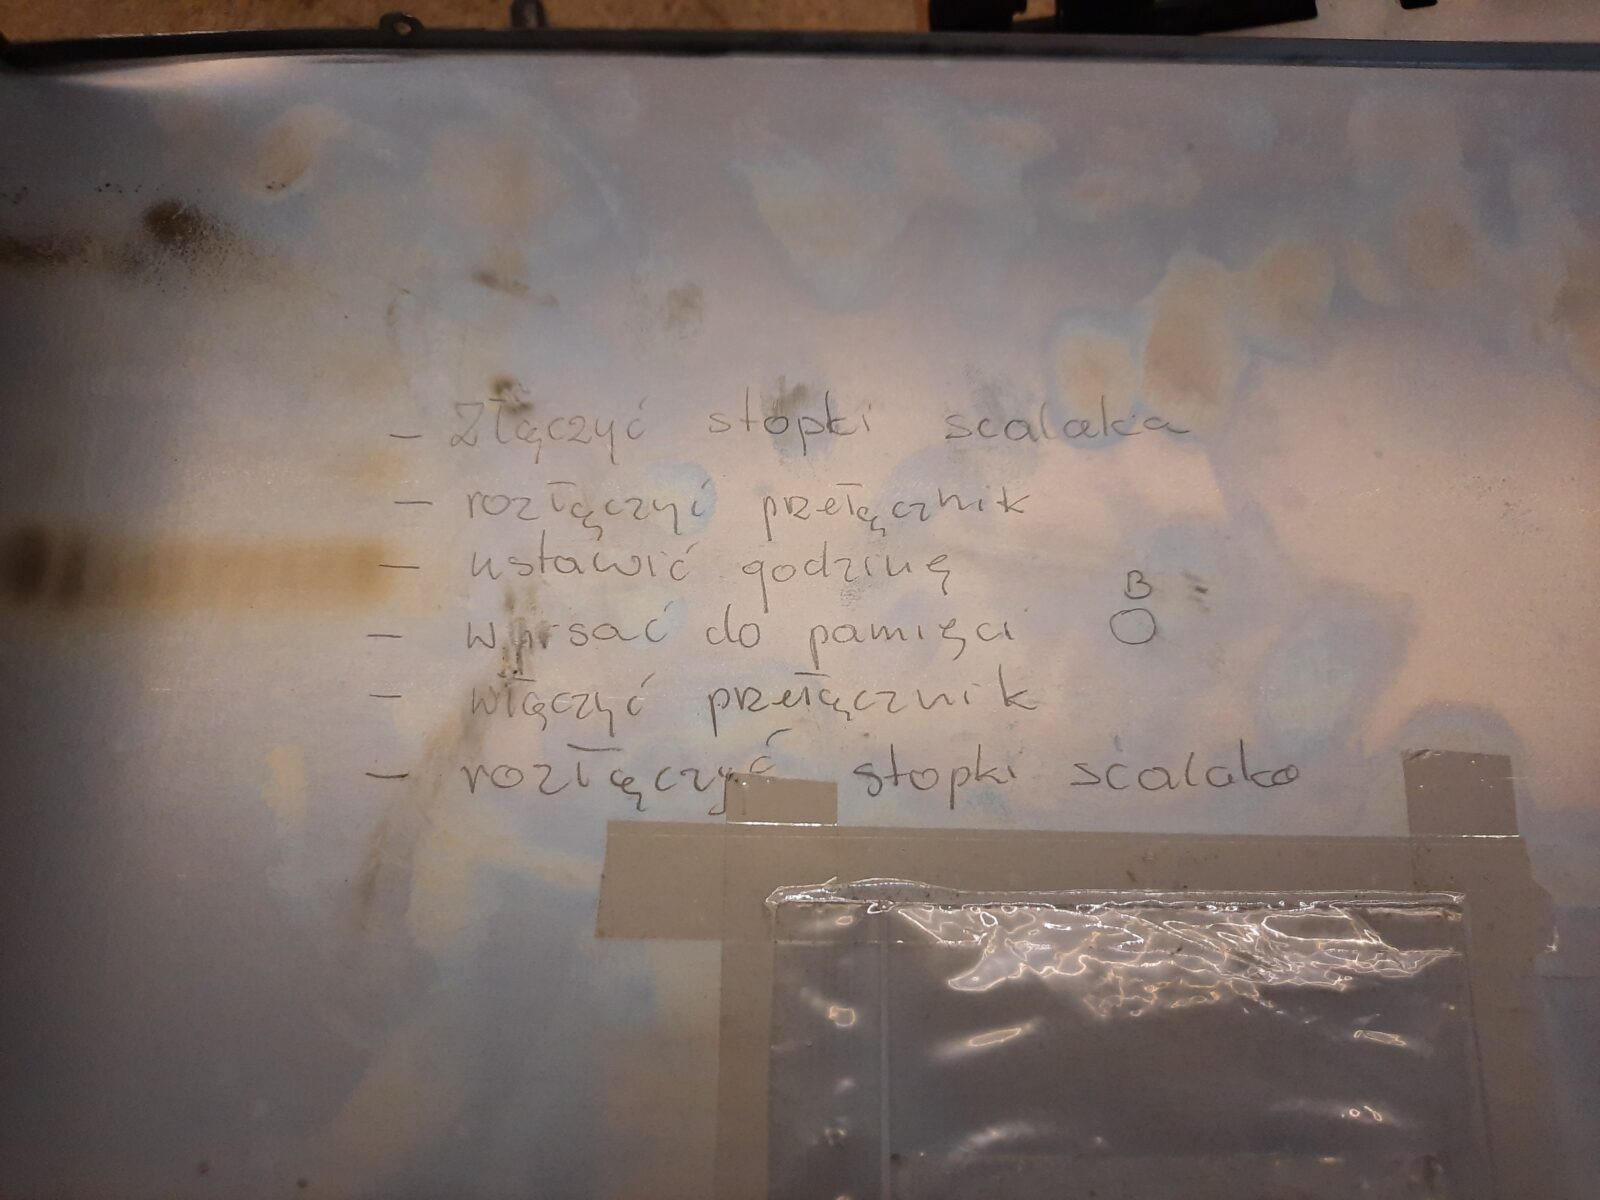 - Złączyć stopki scalaka
- rozłączyć przełącznik
- ustawić godzinę
- wpisać do pamięci
B
O
- włączyć przełącznik
- rozłączyć stopki scalaka